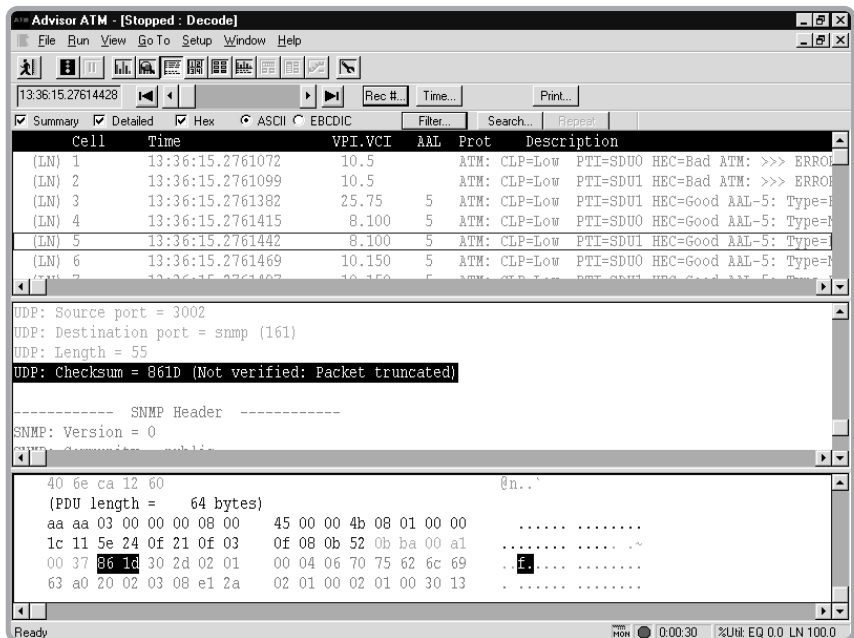 Advisor ATM - [Stopped : Decode]
File Run View Go To Setup Window Help
13:36:15.27614428 Rec #... Time... Print...
Summary Detailed Hex ASCII EBCDIC Filter... Search... Repeat
Cell Time VPI.VCI AAL Prot Description
(LN) 1 13:36:15.2761072 10.5 ATM: CLP=Low PTI=SDU0 HEC=Bad ATM: >>> ERROR
(LN) 2 13:36:15.2761099 10.5 ATM: CLP=Low PTI=SDU1 HEC=Bad ATM: >>> ERROR
(LN) 3 13:36:15.2761382 25.75 5 ATM: CLP=Low PTI=SDU1 HEC=Good AAL-5: Type=
(LN) 4 13:36:15.2761415 8.100 5 ATM: CLP=Low PTI=SDU0 HEC=Good AAL-5: Type=
(LN) 5 13:36:15.2761442 8.100 5 ATM: CLP=Low PTI=SDU1 HEC=Good AAL-5: Type=
(LN) 6 13:36:15.2761469 10.150 5 ATM: CLP=Low PTI=SDU0 HEC=Good AAL-5: Type=
UDP: Source port = 3002
UDP: Destination port = snmp (161)
UDP: Length = 55
UDP: Checksum = 861D (Not verified: Packet truncated)
------------ SNMP Header ------------
SNMP: Version = 0
40 6e ca 12 60 @n..`
(PDU length = 64 bytes)
aa aa 03 00 00 00 08 00 45 00 00 4b 08 01 00 00 ...... ........
1c 11 5e 24 0f 21 0f 03 0f 08 0b 52 0b ba 00 a1 ........ ..... .~
00 37 86 1d 30 2d 02 01 00 04 06 70 75 62 6c 69 ..f..... ........
63 a0 20 02 03 08 e1 2a 02 01 00 02 01 00 30 13 . ...... ........
Ready MON 0:00:30 %Util: EQ 0.0 LN 100.0